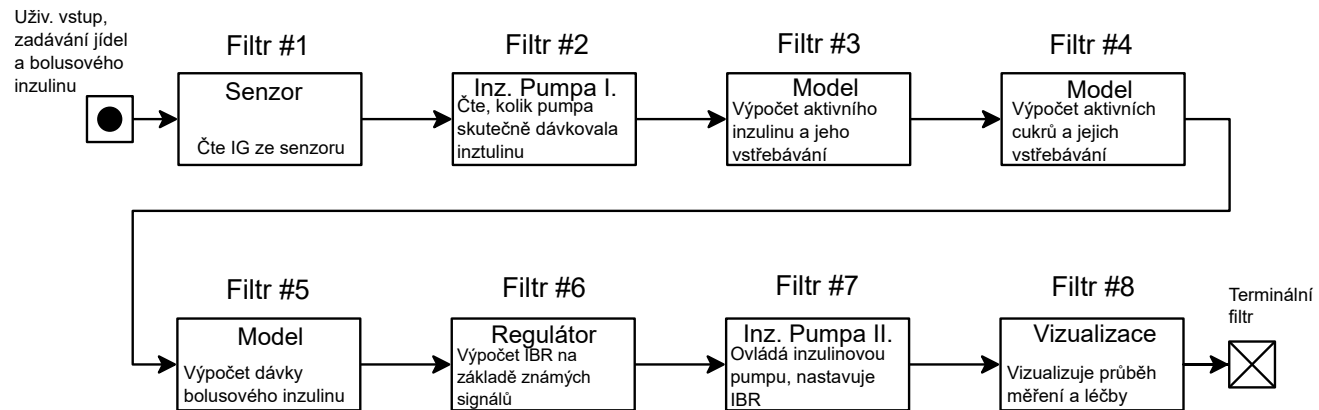 Uživ. vstup,
zadávání jídel
a bolusového
inzulinu
Filtr #1
Senzor
Čte IG ze senzoru
Filtr #2
Inz. Pumpa I.
Čte, kolik pumpa
skutečně dávkovala
inztulinu
Filtr #3
Model
Výpočet aktivního
inzulinu a jeho
vstřebávání
Filtr #4
Model
Výpočet aktivních
cukrů a jejich
vstřebávání
Filtr #5
Model
Výpočet dávky
bolusového inzulinu
Filtr #6
Regulátor
Výpočet IBR na
základě známých
signálů
Filtr #7
Inz. Pumpa II.
Ovládá inzulinovou
pumpu, nastavuje
IBR
Filtr #8
Vizualizace
Vizualizuje průběh
měření a léčby
Terminální
filtr